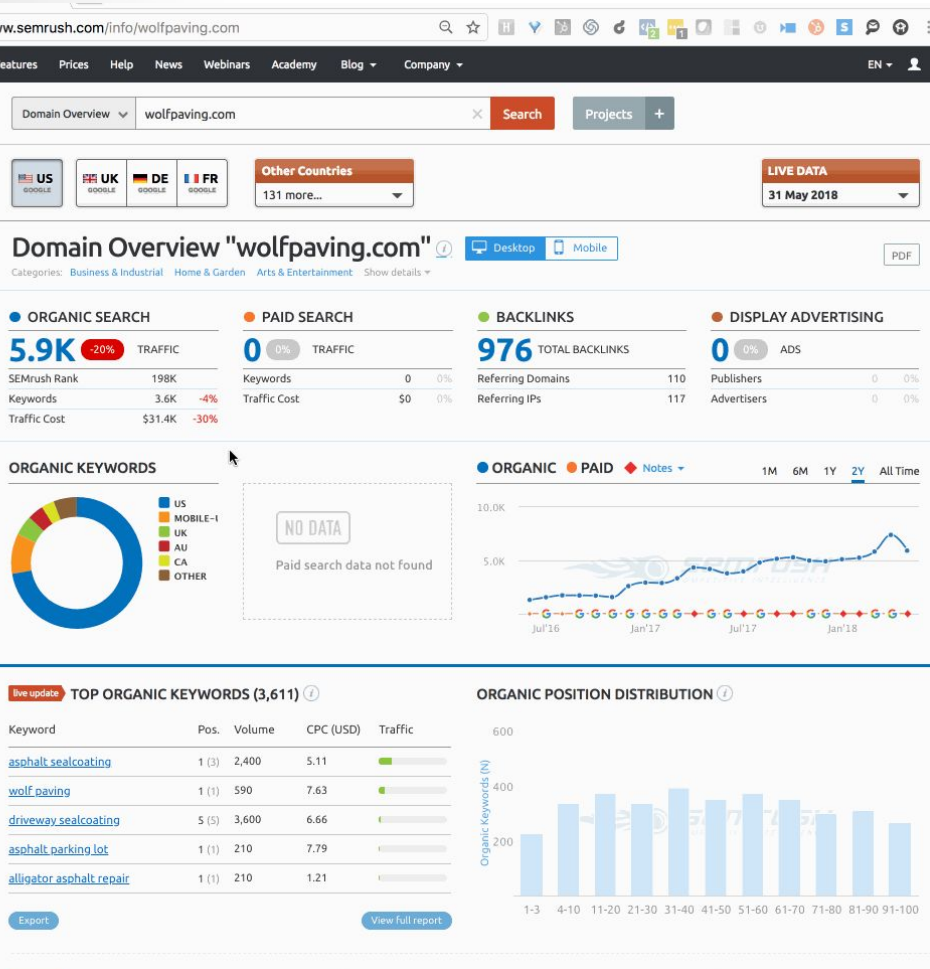 ww.semrush.com/info/wolfpaving.com
eatures Prices Help News Webinars Academy Blog Company EN
Domain Overview wolfpaving.com × Search Projects +
US GOOGLE UK GOOGLE DE GOOGLE FR GOOGLE
Other Countries
131 more...
LIVE DATA
31 May 2018
Domain Overview "wolfpaving.com" i Desktop Mobile
PDF
Categories: Business & Industrial Home & Garden Arts & Entertainment Show details
ORGANIC SEARCH
5.9K -20% TRAFFIC
SEMrush Rank 198K
Keywords 3.6K -4%
Traffic Cost $31.4K -30%
PAID SEARCH
0 0% TRAFFIC
Keywords 0 0%
Traffic Cost $0 0%
BACKLINKS
976 TOTAL BACKLINKS
Referring Domains 110
Referring IPs 117
DISPLAY ADVERTISING
0 0% ADS
Publishers 0 0%
Advertisers 0 0%
ORGANIC KEYWORDS
US
MOBILE-U
UK
AU
CA
OTHER
NO DATA
Paid search data not found
ORGANIC PAID Notes 1M 6M 1Y 2Y All Time
10.0K
5.0K
SEMRUSH
Jul'16 Jan'17 Jul'17 Jan'18
live update TOP ORGANIC KEYWORDS (3,611) i
Keyword Pos. Volume CPC (USD) Traffic
asphalt sealcoating 1 (3) 2,400 5.11
wolf paving 1 (1) 590 7.63
driveway sealcoating 5 (5) 3,600 6.66
asphalt parking lot 1 (1) 210 7.79
alligator asphalt repair 1 (1) 210 1.21
Export View full report
ORGANIC POSITION DISTRIBUTION i
Organic Keywords (N)
600
400
200
SEMRUSH
1-3 4-10 11-20 21-30 31-40 41-50 51-60 61-70 71-80 81-90 91-100